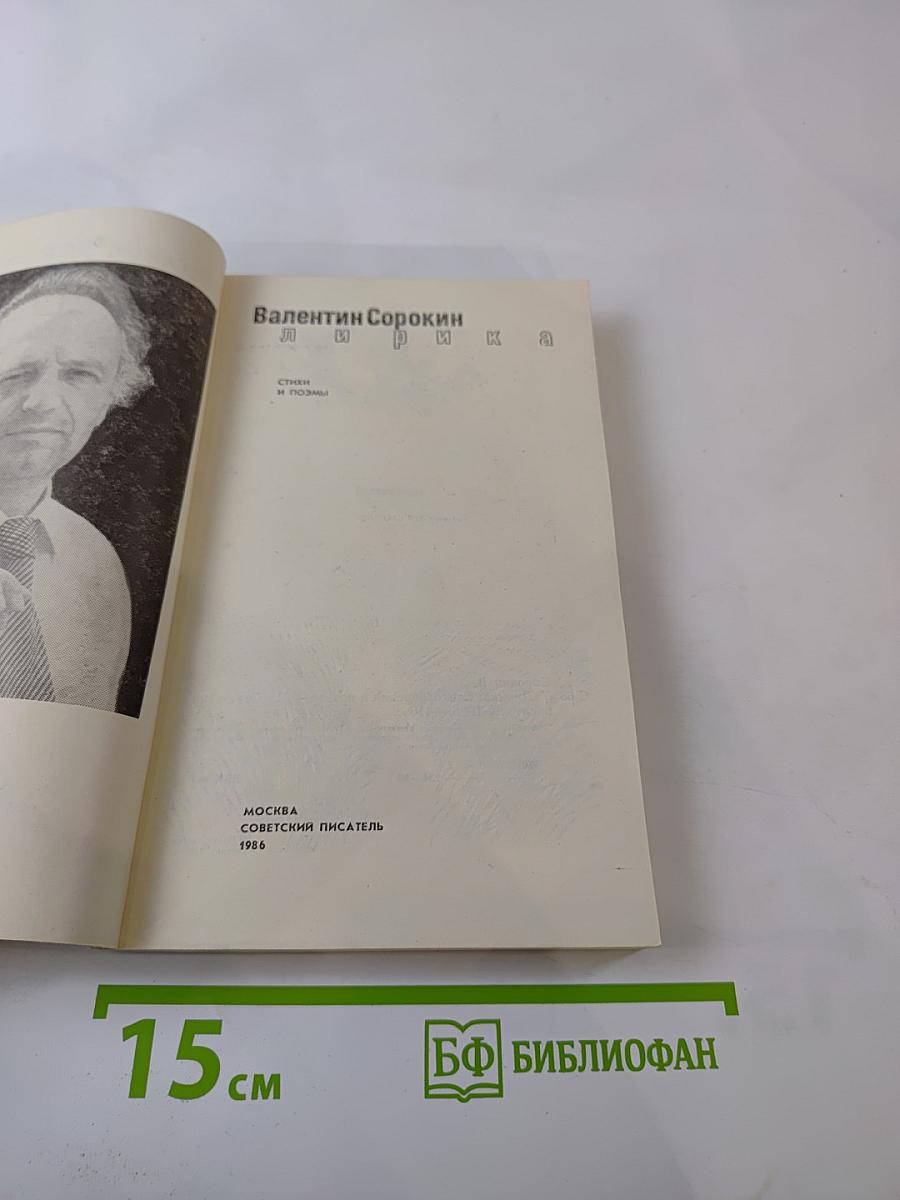 Валентин Сорокин
лирика
СТИХИ
И ПОЭМЫ
МОСКВА
СОВЕТСКИЙ ПИСАТЕЛЬ
1986
15 см
БФ БИБЛИОФАН